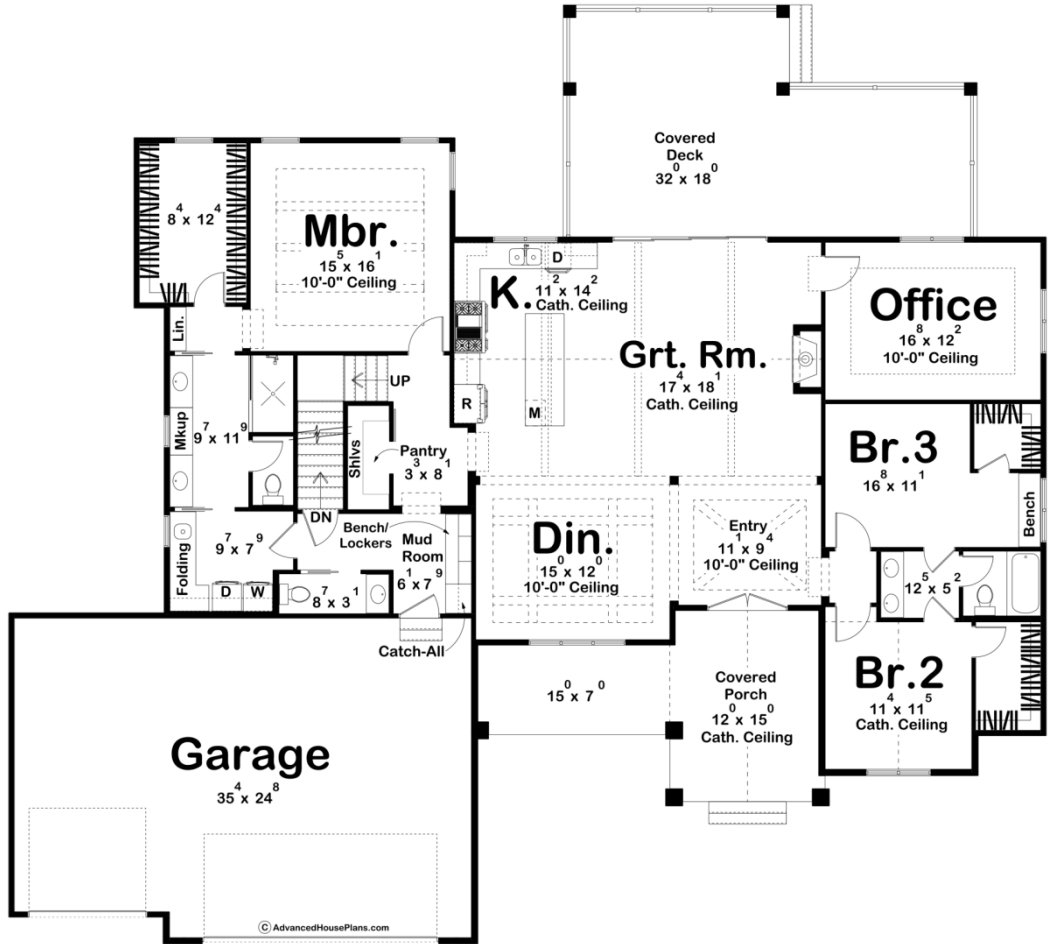 Covered
Deck
32⁰ x 18⁰
8⁴ x 12⁴
Mbr.
15⁵ x 16¹
10'-0" Ceiling
D
K.
11² x 14²
Cath. Ceiling
Office
16⁸ x 12²
10'-0" Ceiling
Lin.
Grt. Rm.
17⁴ x 18¹
Cath. Ceiling
UP
R
M
Mkup
9⁷ x 11⁹
Shlvs
Pantry
3³ x 8¹
Br.3
16⁸ x 11¹
Bench
DN
Bench/
Lockers
Mud
Room
6¹ x 7⁹
Folding
9⁷ x 7⁹
D
W
8⁷ x 3¹
Din.
15⁰ x 12⁰
10'-0" Ceiling
Entry
11¹ x 9⁴
10'-0" Ceiling
12⁵ x 5²
Catch-All
15⁰ x 7⁰
Covered
Porch
12⁰ x 15⁰
Cath. Ceiling
Br.2
11⁴ x 11⁵
Cath. Ceiling
Garage
35⁴ x 24⁸
© AdvancedHousePlans.com